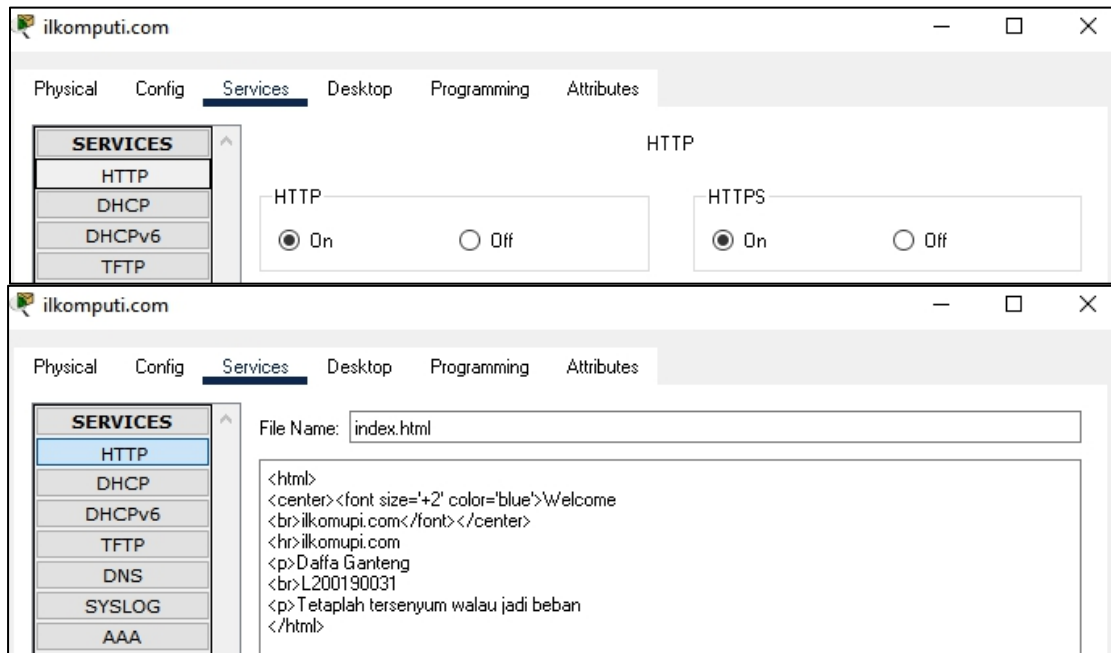 ilkomputi.com
Physical Config Services Desktop Programming Attributes
SERVICES
HTTP
DHCP
DHCPv6
TFTP
HTTP
HTTP
On Off
HTTPS
On Off
ilkomputi.com
Physical Config Services Desktop Programming Attributes
SERVICES
HTTP
DHCP
DHCPv6
TFTP
DNS
SYSLOG
AAA
File Name: index.html
<html>
<center><font size='+2' color='blue'>Welcome
<br>ilkomupi.com</font></center>
<hr>ilkomupi.com
<p>Daffa Ganteng
<br>L200190031
<p>Tetaplah tersenyum walau jadi beban
</html>